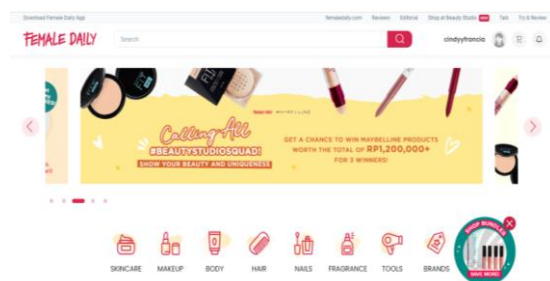 Download Female Daily App
femaledaily.com Reviews Editorial Shop at Beauty Studio NEW Talk Try & Review
FEMALE DAILY
Search
cindyyfrancia
MAYBELLINE
Calling All
#BEAUTYSTUDIOSQUAD!
SHOW YOUR BEAUTY AND UNIQUENESS
GET A CHANCE TO WIN MAYBELLINE PRODUCTS
WORTH THE TOTAL OF RP1,200,000+
FOR 3 WINNERS!
SKINCARE MAKEUP BODY HAIR NAILS FRAGRANCE TOOLS BRANDS
SHOP BUNDLES
SAVE MORE!